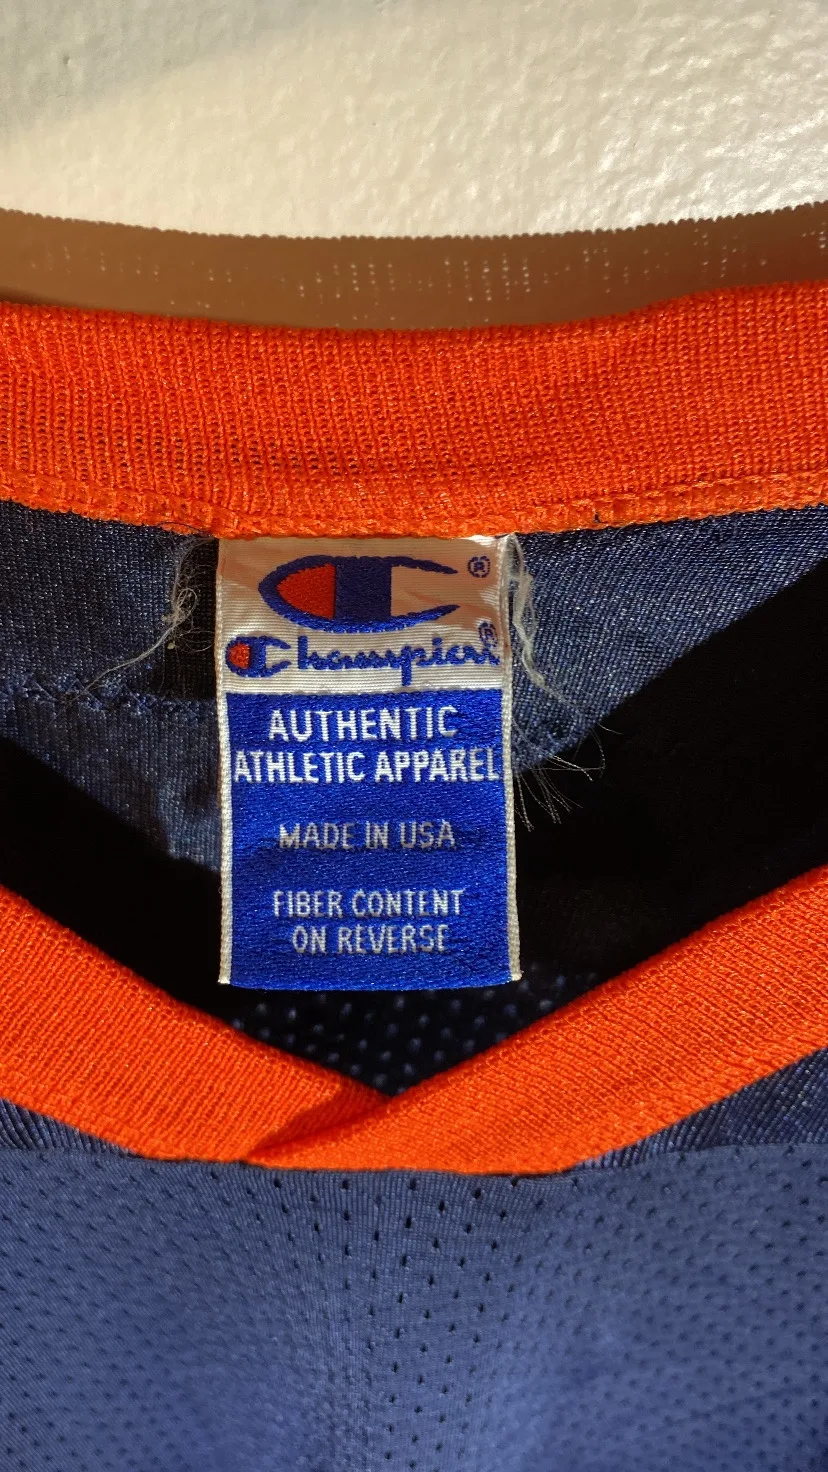 ®
Champion®
AUTHENTIC
ATHLETIC APPAREL
MADE IN USA
FIBER CONTENT
ON REVERSE